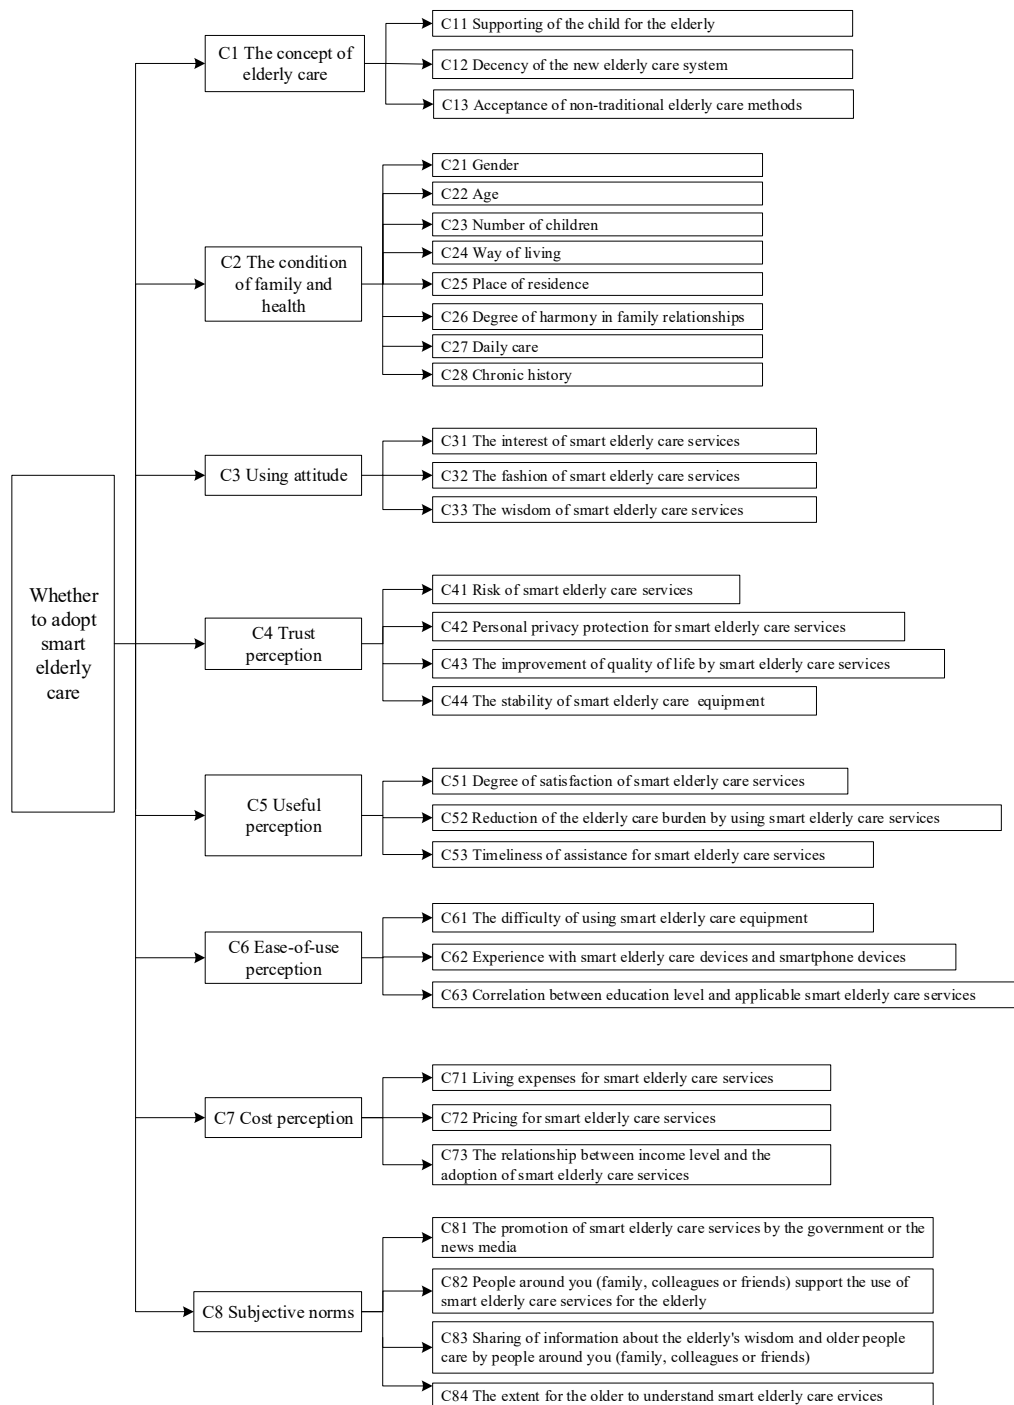 Whether
to adopt
smart
elderly
care
C1 The concept of
elderly care
C11 Supporting of the child for the elderly
C12 Decency of the new elderly care system
C13 Acceptance of non-traditional elderly care methods
C2 The condition
of family and
health
C21 Gender
C22 Age
C23 Number of children
C24 Way of living
C25 Place of residence
C26 Degree of harmony in family relationships
C27 Daily care
C28 Chronic history
C3 Using attitude
C31 The interest of smart elderly care services
C32 The fashion of smart elderly care services
C33 The wisdom of smart elderly care services
C4 Trust
perception
C41 Risk of smart elderly care services
C42 Personal privacy protection for smart elderly care services
C43 The improvement of quality of life by smart elderly care services
C44 The stability of smart elderly care equipment
C5 Useful
perception
C51 Degree of satisfaction of smart elderly care services
C52 Reduction of the elderly care burden by using smart elderly care services
C53 Timeliness of assistance for smart elderly care services
C6 Ease-of-use
perception
C61 The difficulty of using smart elderly care equipment
C62 Experience with smart elderly care devices and smartphone devices
C63 Correlation between education level and applicable smart elderly care services
C7 Cost perception
C71 Living expenses for smart elderly care services
C72 Pricing for smart elderly care services
C73 The relationship between income level and the
adoption of smart elderly care services
C8 Subjective norms
C81 The promotion of smart elderly care services by the government or the
news media
C82 People around you (family, colleagues or friends) support the use of
smart elderly care services for the elderly
C83 Sharing of information about the elderly's wisdom and older people
care by people around you (family, colleagues or friends)
C84 The extent for the older to understand smart elderly care ervices